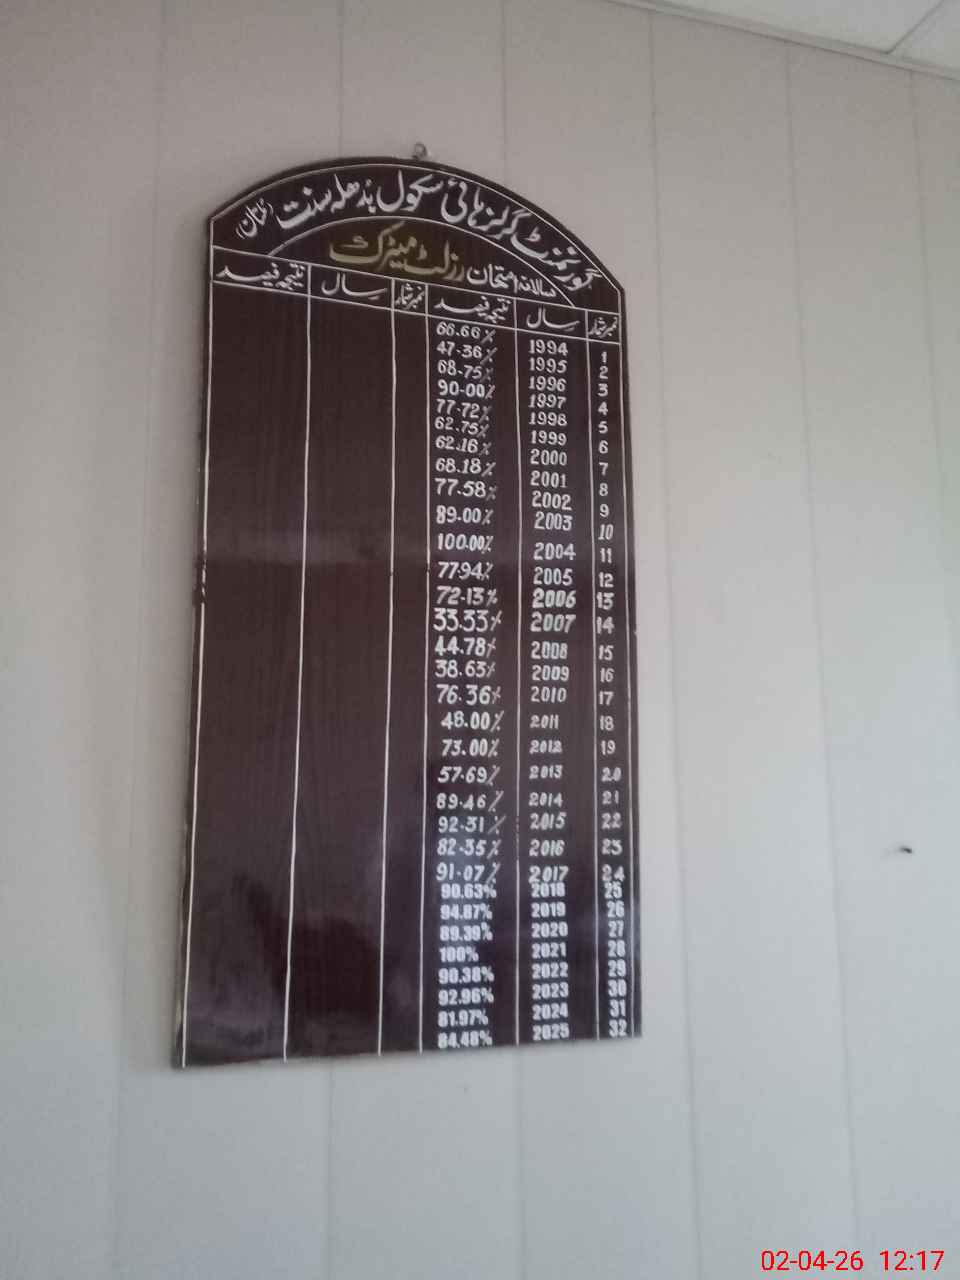 گورنمنٹ گرلز ہائی سکول بدھلہ سنت (ملتان)
سالانہ امتحان رزلٹ میٹرک
نمبر شمار سال نتیجہ فیصد نمبر شمار سال نتیجہ فیصد
1 1994 66.66%
2 1995 47.36%
3 1996 68.75%
4 1997 90.00%
5 1998 77.72%
6 1999 62.75%
7 2000 62.16%
8 2001 68.18%
9 2002 77.58%
10 2003 89.00%
11 2004 100.00%
12 2005 77.94%
13 2006 72.13%
14 2007 33.33%
15 2008 44.78%
16 2009 38.63%
17 2010 76.36%
18 2011 48.00%
19 2012 73.00%
20 2013 57.69%
21 2014 89.46%
22 2015 92.31%
23 2016 82.35%
24 2017 91.07%
25 2018 90.63%
26 2019 94.87%
27 2020 89.39%
28 2021 100%
29 2022 90.38%
30 2023 92.96%
31 2024 81.97%
32 2025 84.48%
02-04-26 12:17